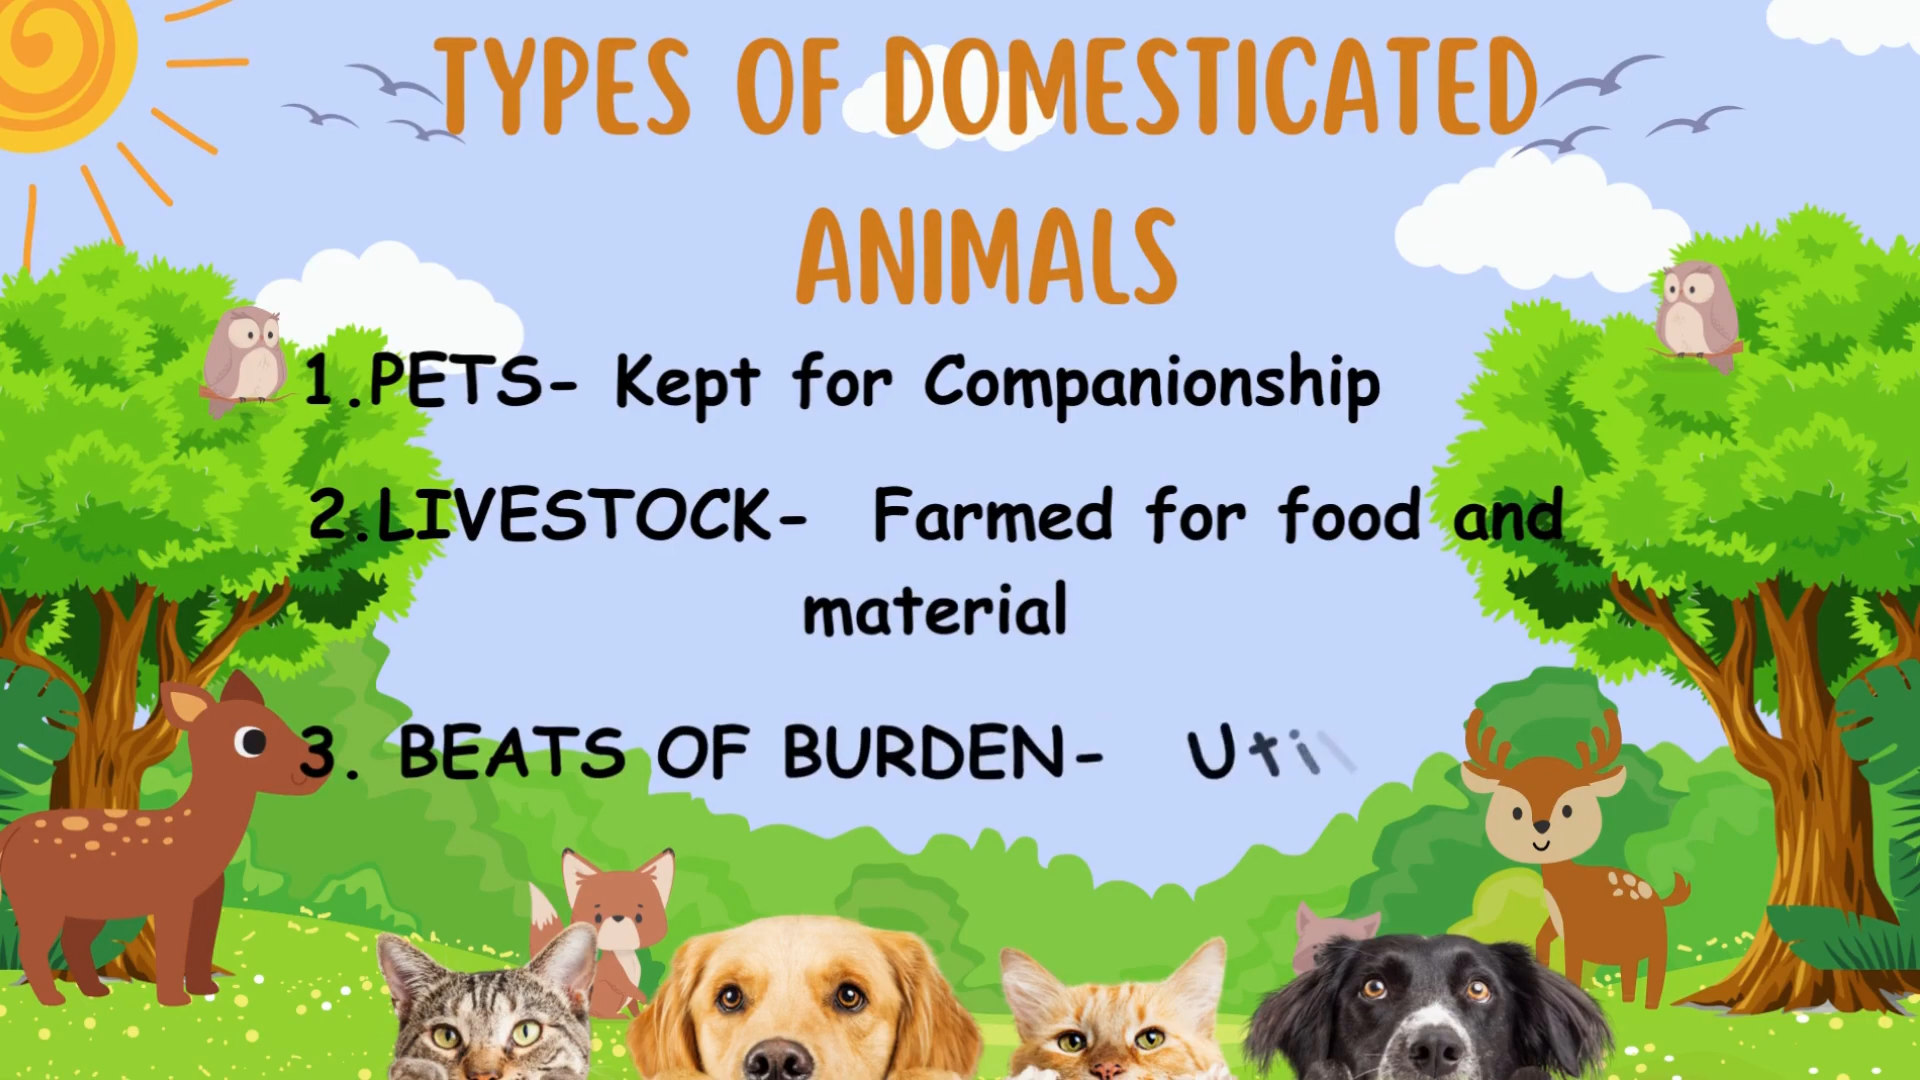 TYPES OF DOMESTICATED
ANIMALS
1.PETS- Kept for Companionship
2.LIVESTOCK- Farmed for food and
material
3. BEATS OF BURDEN- Util